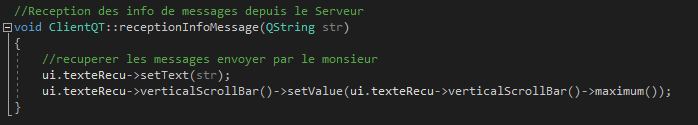 //Reception des info de messages depuis le Serveur
void ClientQT::receptionInfoMessage(QString str)
{
//recuperer les messages envoyer par le monsieur
ui.texteRecu->setText(str);
ui.texteRecu->verticalScrollBar()->setValue(ui.texteRecu->verticalScrollBar()->maximum());
}